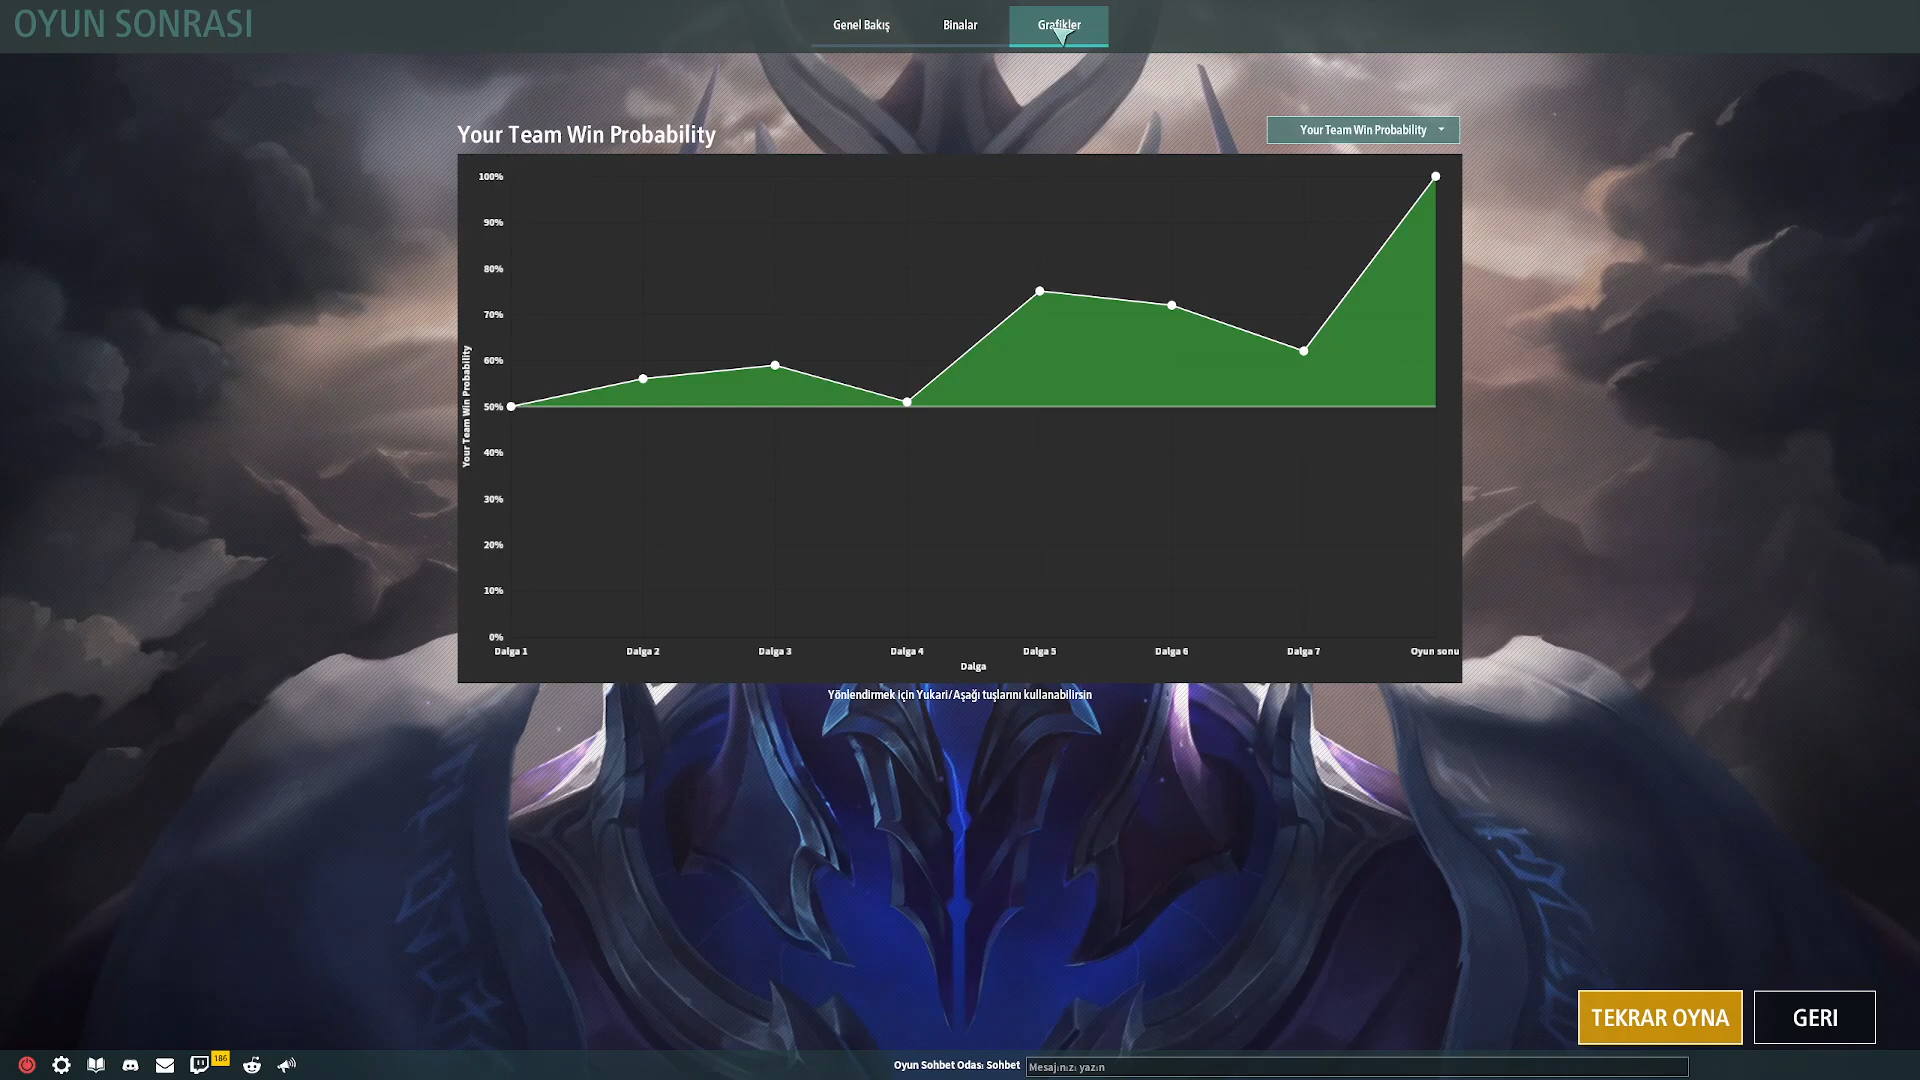 OYUN SONRASI
Genel Bakış
Binalar
Grafikler
Your Team Win Probability
Your Team Win Probability
100%
90%
80%
70%
60%
50%
40%
30%
20%
10%
0%
Your Team Win Probability
Dalga 1
Dalga 2
Dalga 3
Dalga 4
Dalga 5
Dalga 6
Dalga 7
Oyun sonu
Dalga
Yönlendirmek için Yukari/Aşağı tuşlarını kullanabilirsin
TEKRAR OYNA
GERI
186
Oyun Sohbet Odası: Sohbet
Mesajınızı yazın